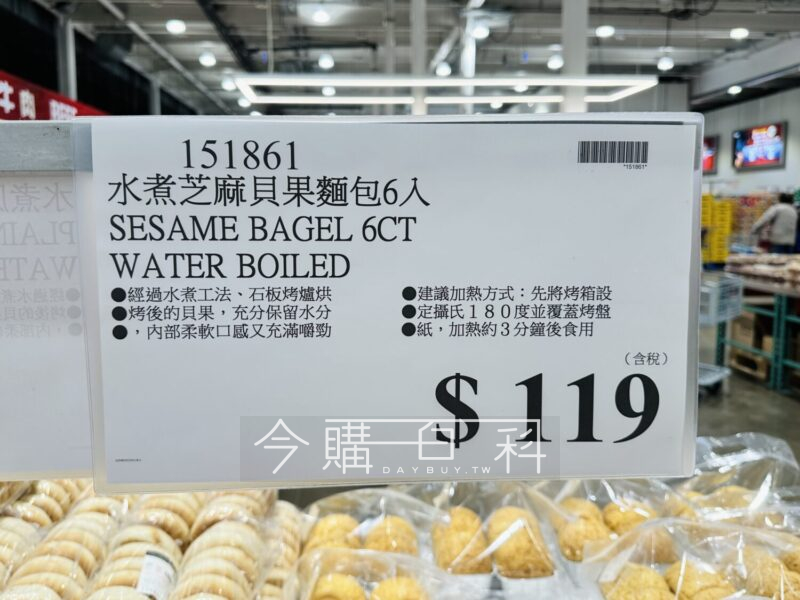 牛肉
151861
*151861*
水煮芝麻貝果麵包6入
SESAME BAGEL 6CT
WATER BOILED
●經過水煮工法、石板烤爐烘
●烤後的貝果，充分保留水分
●，內部柔軟口感又充滿嚼勁
●建議加熱方式：先將烤箱設
●定攝氏１８０度並覆蓋烤盤
●紙，加熱約３分鐘後食用
（含稅）
$ 119
今購百科
DAYBUY.TW